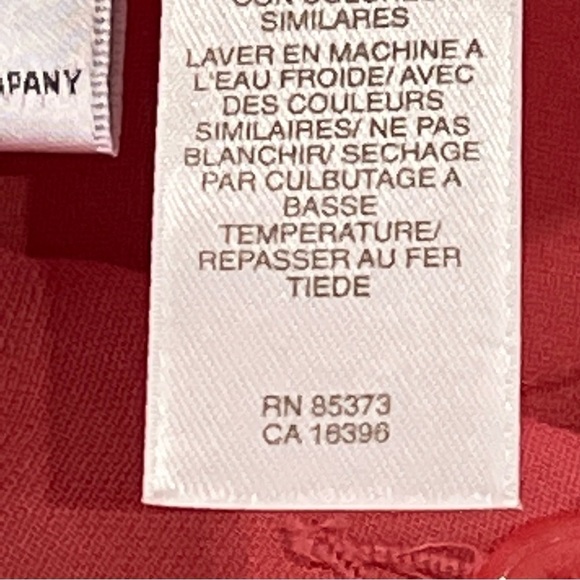 SIMILARES
LAVER EN MACHINE A
L'EAU FROIDE/ AVEC
DES COULEURS
SIMILAIRES/ NE PAS
BLANCHIR/ SECHAGE
PAR CULBUTAGE A
BASSE
TEMPERATURE/
REPASSER AU FER
TIEDE
RN 85373
CA 16396